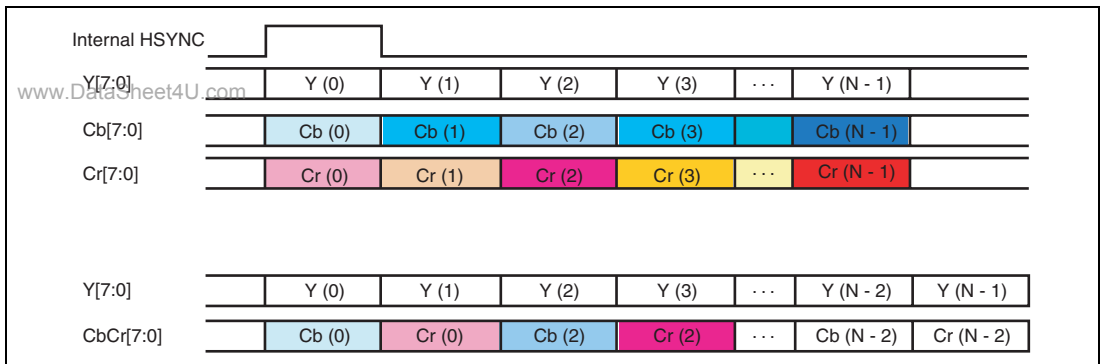 Internal HSYNC
Y[7:0] Y (0) Y (1) Y (2) Y (3) ... Y (N - 1)
www.DataSheet4U.com
Cb[7:0] Cb (0) Cb (1) Cb (2) Cb (3) Cb (N - 1)
Cr[7:0] Cr (0) Cr (1) Cr (2) Cr (3) ... Cr (N - 1)
Y[7:0] Y (0) Y (1) Y (2) Y (3) ... Y (N - 2) Y (N - 1)
CbCr[7:0] Cb (0) Cr (0) Cb (2) Cr (2) ... Cb (N - 2) Cr (N - 2)